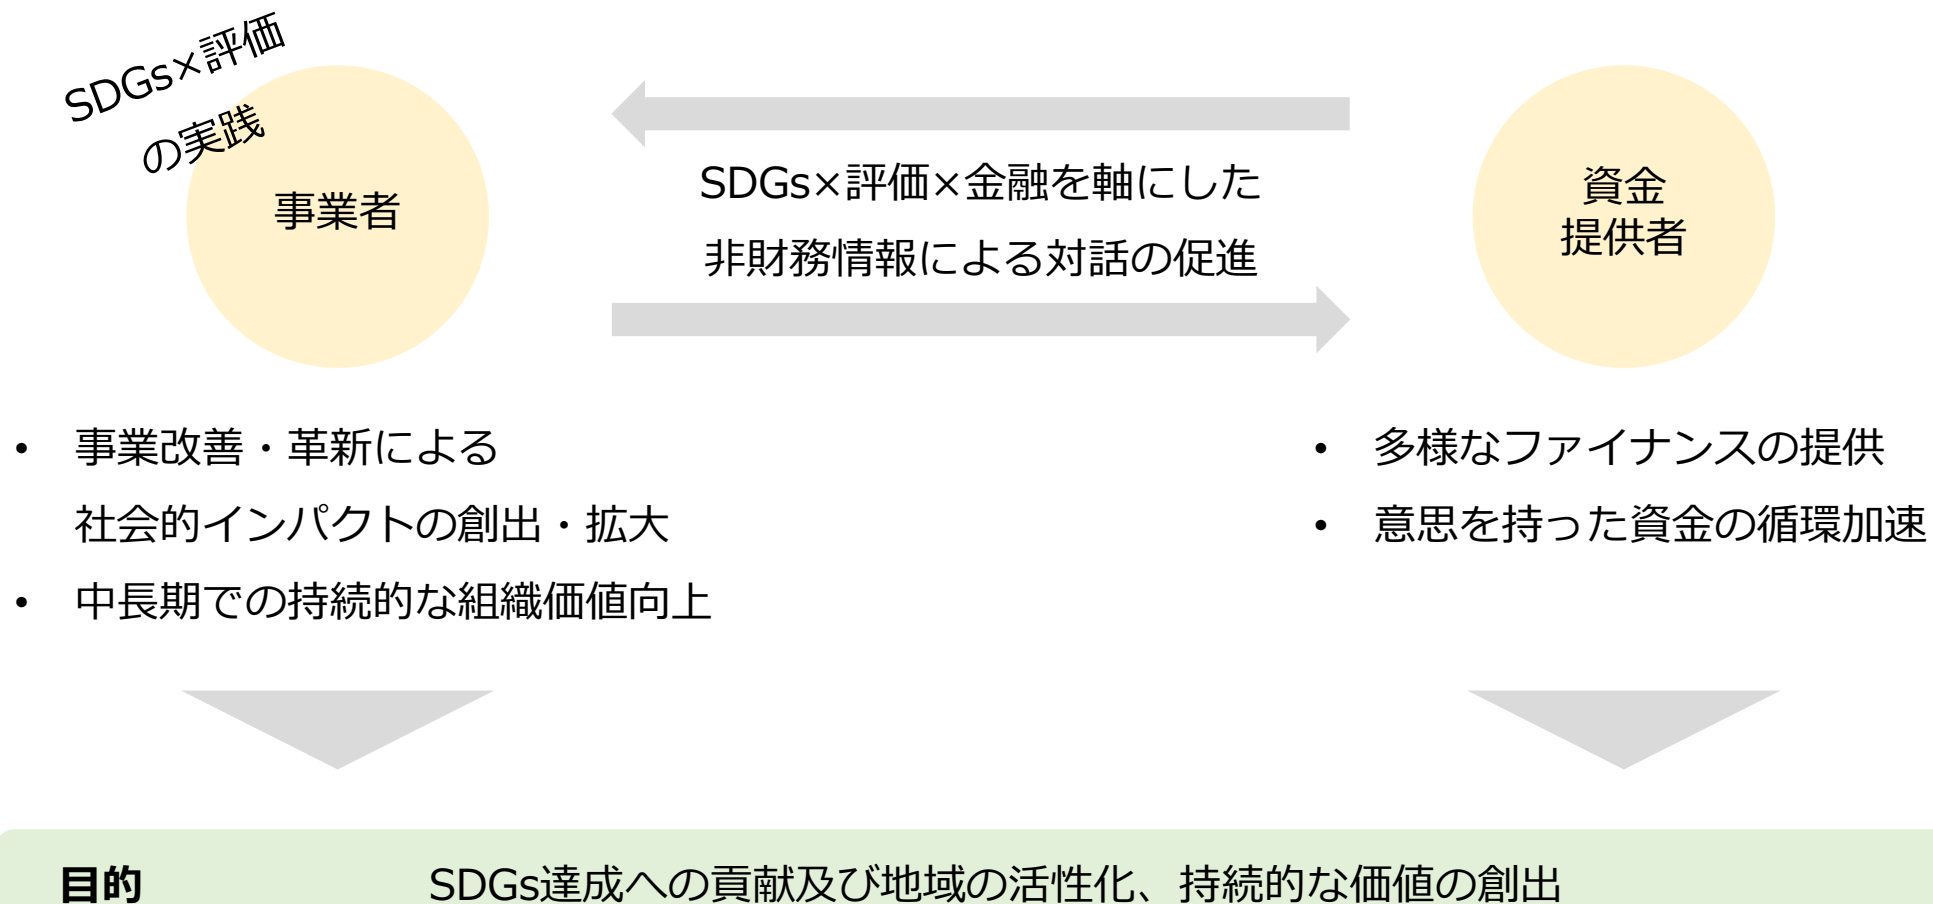 SDGs×評価
の実践
事業者
SDGs×評価×金融を軸にした
非財務情報による対話の促進
資金
提供者
• 事業改善・革新による
社会的インパクトの創出・拡大
• 中長期での持続的な組織価値向上
• 多様なファイナンスの提供
• 意思を持った資金の循環加速
目的 SDGs達成への貢献及び地域の活性化、持続的な価値の創出